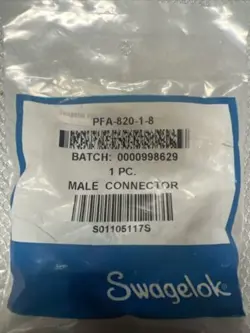 PFA-820-1-8
BATCH: 0000998629
1 PC.
MALE CONNECTOR
S01105117S
Swagelok